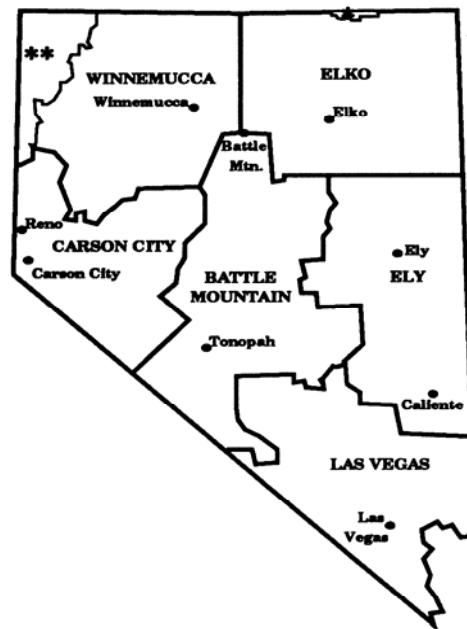 *
**
WINNEMUCCA
Winnemucca
ELKO
Elko
Battle
Mtn.
Reno
CARSON CITY
Carson City
Ely
ELY
BATTLE
MOUNTAIN
Tonopah
Caliente
LAS VEGAS
Las
Vegas